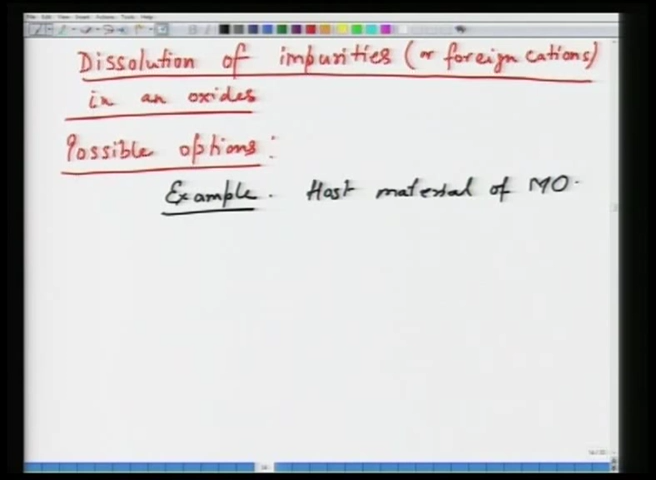 Dissolution of impurities (or foreign cations)
in an oxides
Possible options:
Example. Host material of MO.